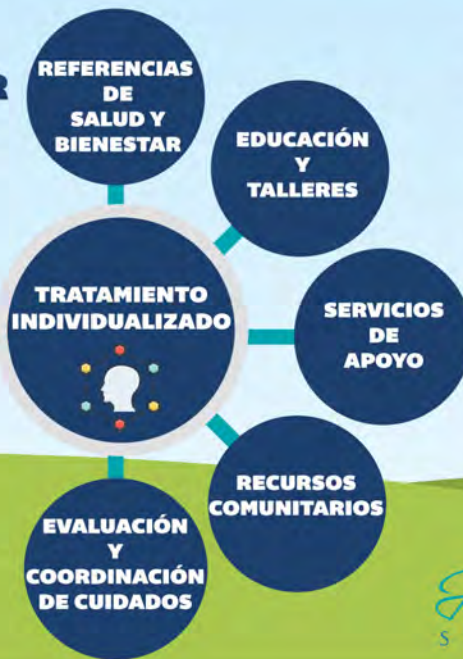 REFERENCIAS
DE
SALUD Y
BIENESTAR
EDUCACIÓN
Y
TALLERES
TRATAMIENTO
INDIVIDUALIZADO
SERVICIOS
DE
APOYO
RECURSOS
COMUNITARIOS
EVALUACIÓN
Y
COORDINACIÓN
DE CUIDADOS